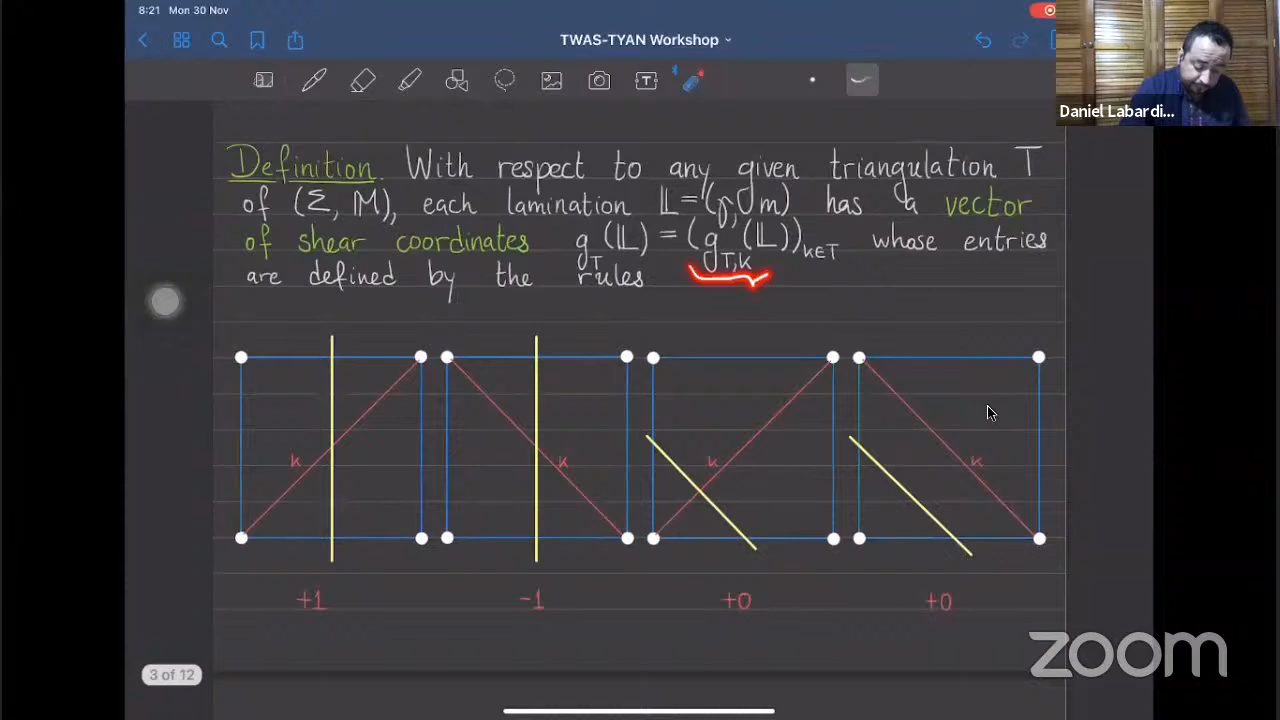 8:21 Mon 30 Nov
TWAS-TYAN Workshop
Daniel Labardi...
Definition. With respect to any given triangulation T
of (Σ, M), each lamination 𝕃=(γ, m) has a vector
of shear coordinates g_T(𝕃) = (g_{T,k}(𝕃))_{k∈T} whose entries
are defined by the rules
k k k k
+1 -1 +0 +0
3 of 12
zoom